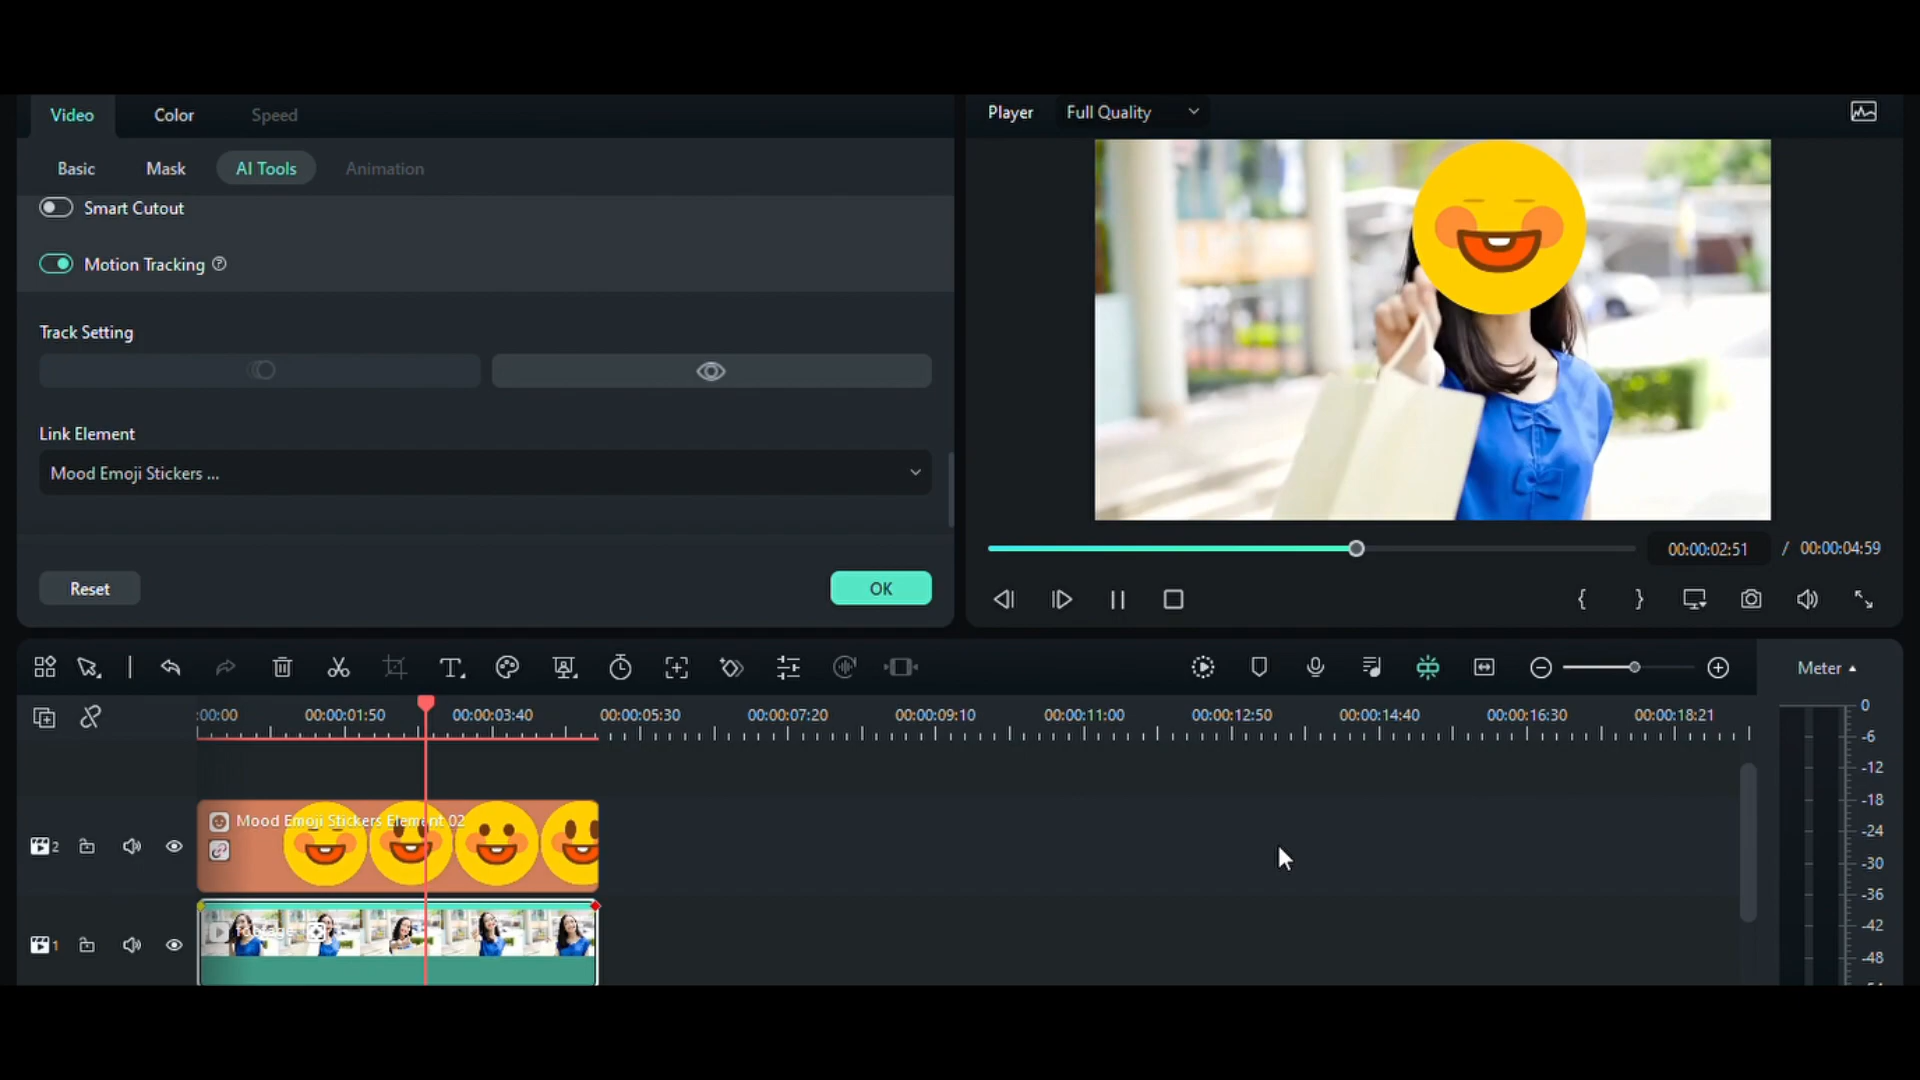 Video Color Speed
Basic Mask AI Tools Animation
Smart Cutout
Motion Tracking ?
Track Setting
Link Element
Mood Emoji Stickers ...
Reset OK
Player Full Quality
00:00:02:51 / 00:00:04:59
{ }
T
Meter
:00:00 00:00:01:50 00:00:03:40 00:00:05:30 00:00:07:20 00:00:09:10 00:00:11:00 00:00:12:50 00:00:14:40 00:00:16:30 00:00:18:21
Mood Emoji Stickers Element 02
2
footage
1
0
-6
-12
-18
-24
-30
-36
-42
-48